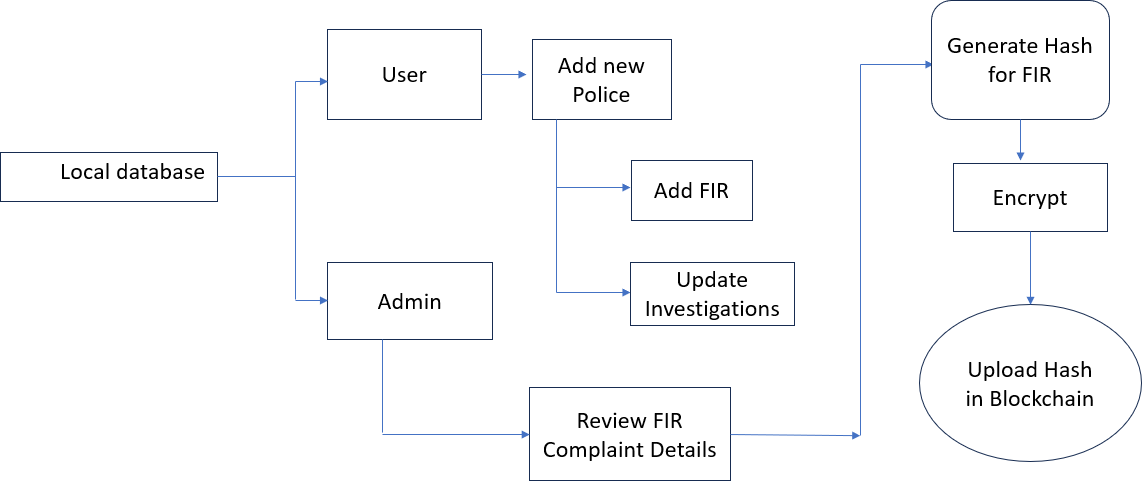 Local database
User
Add new
Police
Add FIR
Update
Investigations
Admin
Review FIR
Complaint Details
Generate Hash
for FIR
Encrypt
Upload Hash
in Blockchain